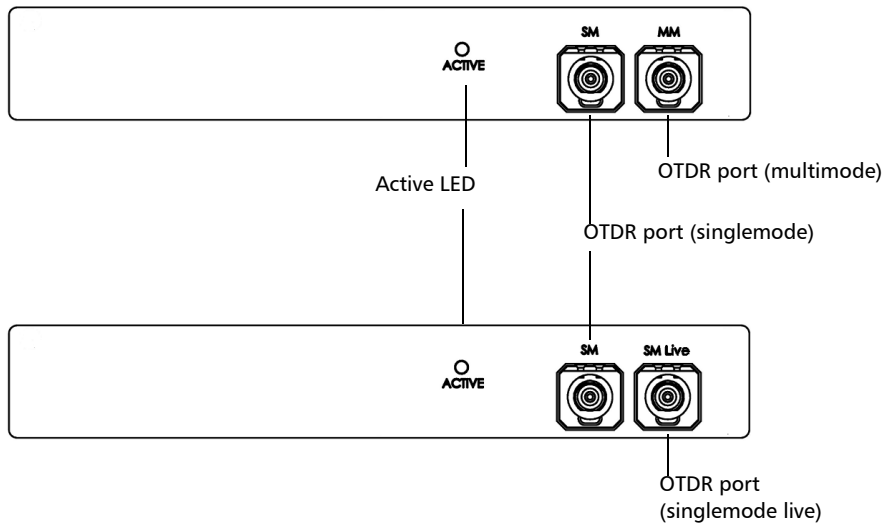 SM MM
ACTIVE
OTDR port (multimode)
Active LED
OTDR port (singlemode)
SM SM Live
ACTIVE
OTDR port
(singlemode live)